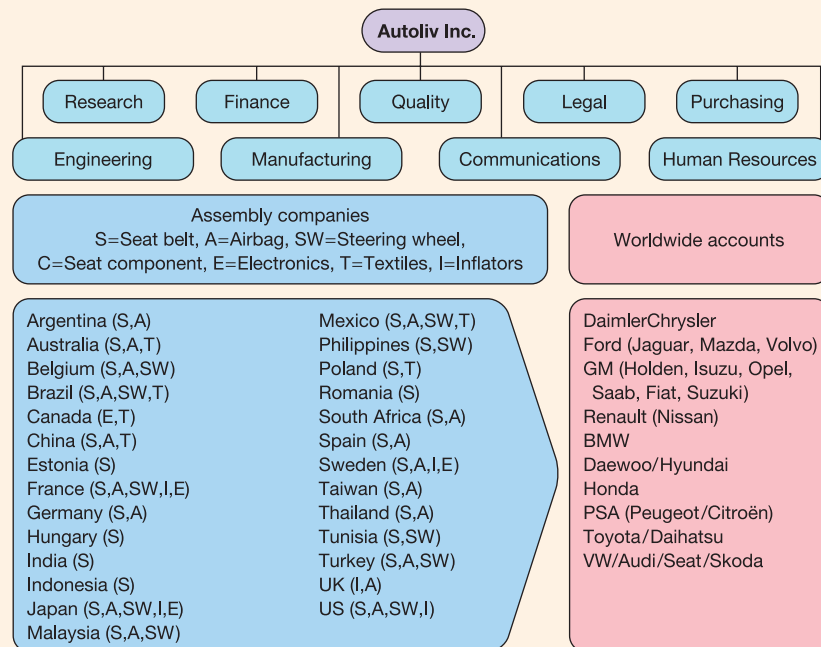 Autoliv Inc.
Research
Finance
Quality
Legal
Purchasing
Engineering
Manufacturing
Communications
Human Resources
Assembly companies
S=Seat belt, A=Airbag, SW=Steering wheel,
C=Seat component, E=Electronics, T=Textiles, I=Inflators
Worldwide accounts
Argentina (S,A)
Australia (S,A,T)
Belgium (S,A,SW)
Brazil (S,A,SW,T)
Canada (E,T)
China (S,A,T)
Estonia (S)
France (S,A,SW,I,E)
Germany (S,A)
Hungary (S)
India (S)
Indonesia (S)
Japan (S,A,SW,I,E)
Malaysia (S,A,SW)
Mexico (S,A,SW,T)
Philippines (S,SW)
Poland (S,T)
Romania (S)
South Africa (S,A)
Spain (S,A)
Sweden (S,A,I,E)
Taiwan (S,A)
Thailand (S,A)
Tunisia (S,SW)
Turkey (S,A,SW)
UK (I,A)
US (S,A,SW,I)
DaimlerChrysler
Ford (Jaguar, Mazda, Volvo)
GM (Holden, Isuzu, Opel,
Saab, Fiat, Suzuki)
Renault (Nissan)
BMW
Daewoo/Hyundai
Honda
PSA (Peugeot/Citroën)
Toyota/Daihatsu
VW/Audi/Seat/Skoda